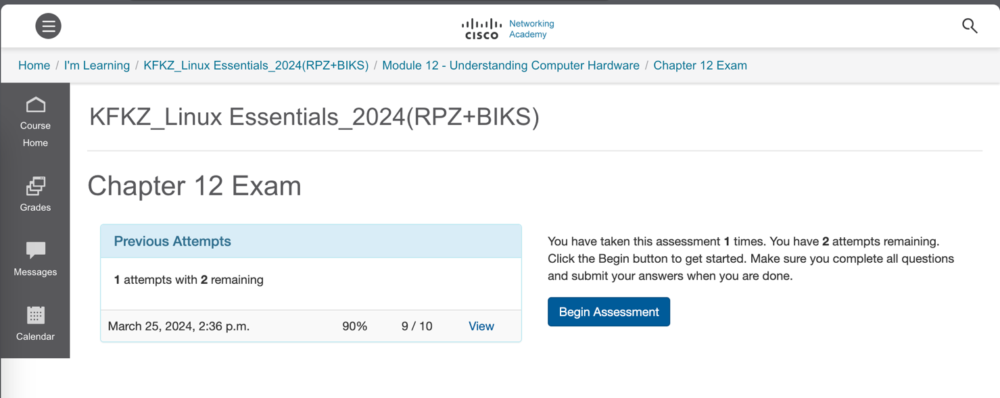 CISCO
Networking
Academy
Home / I'm Learning / KFKZ_Linux Essentials_2024(RPZ+BIKS) / Module 12 - Understanding Computer Hardware / Chapter 12 Exam
Course
Home
Grades
Messages
Calendar
KFKZ_Linux Essentials_2024(RPZ+BIKS)
Chapter 12 Exam
Previous Attempts
1 attempts with 2 remaining
March 25, 2024, 2:36 p.m. 90% 9 / 10 View
You have taken this assessment 1 times. You have 2 attempts remaining.
Click the Begin button to get started. Make sure you complete all questions
and submit your answers when you are done.
Begin Assessment